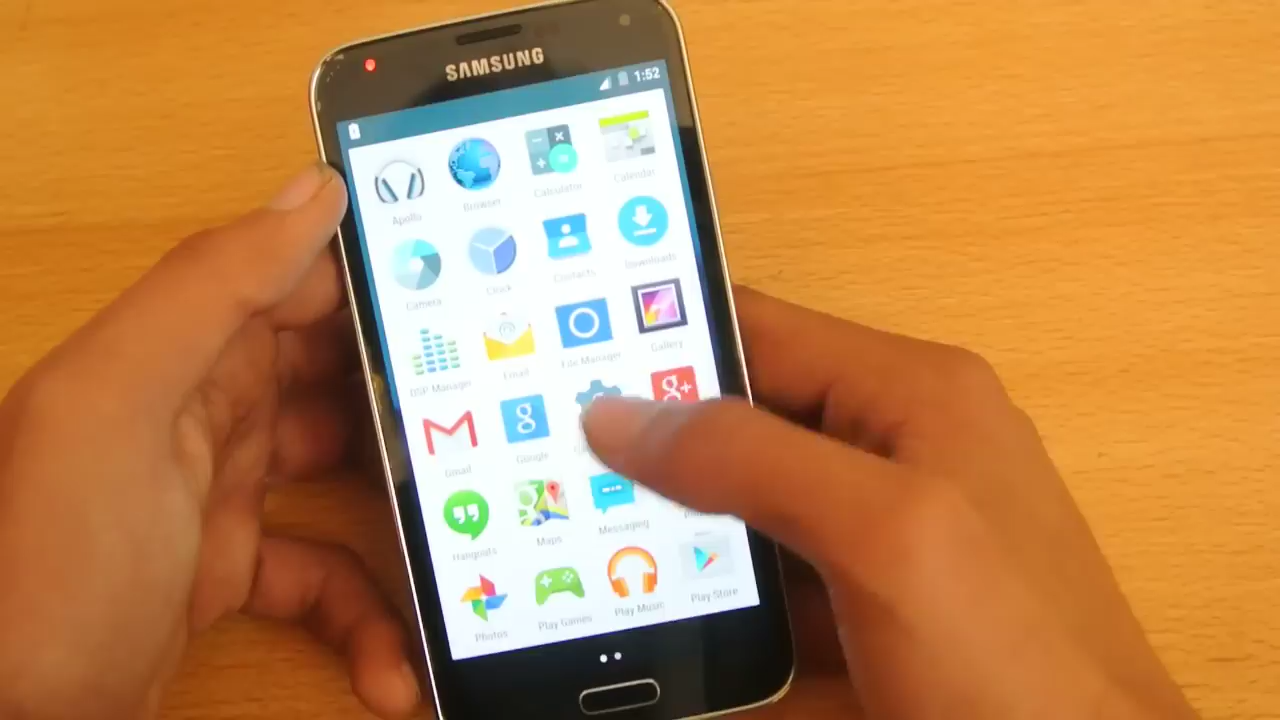 SAMSUNG
1:52
Apollo
Browser
Calculator
Calendar
Camera
Clock
Contacts
Downloads
DSP Manager
Email
File Manager
Gallery
Gmail
g
Google
g+
Hangouts
Maps
Messaging
Photos
Play Games
Play Music
Play Store